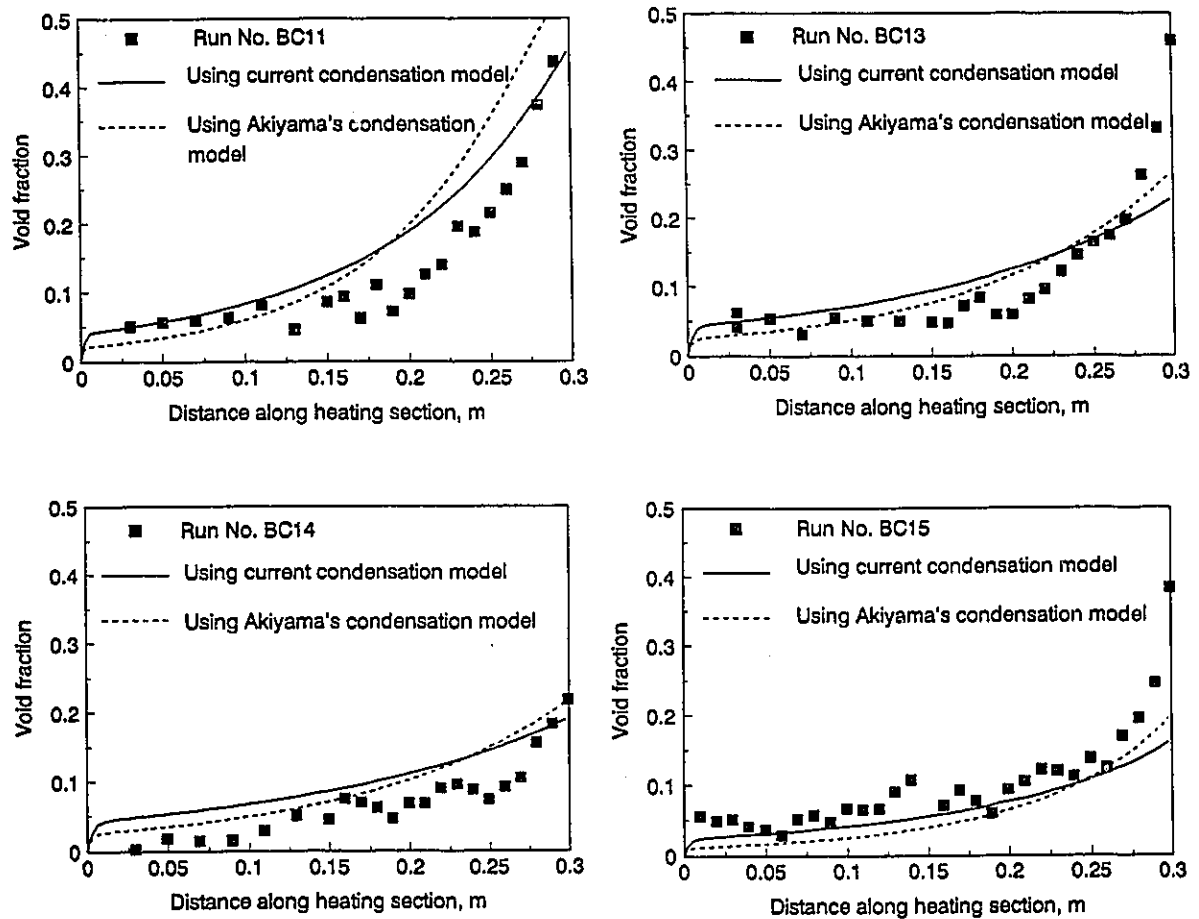 0.5
0.4
0.3
0.2
0.1
0
Void fraction
Run No. BC11
Using current condensation model
Using Akiyama's condensation
model
0 0.05 0.1 0.15 0.2 0.25 0.3
Distance along heating section, m
0.5
0.4
0.3
0.2
0.1
0
Void fraction
Run No. BC13
Using current condensation model
Using Akiyama's condensation model
0 0.05 0.1 0.15 0.2 0.25 0.3
Distance along heating section, m
0.5
0.4
0.3
0.2
0.1
0
Void fraction
Run No. BC14
Using current condensation model
Using Akiyama's condensation model
0 0.05 0.1 0.15 0.2 0.25 0.3
Distance along heating section, m
0.5
0.4
0.3
0.2
0.1
0
Void fraction
Run No. BC15
Using current condensation model
Using Akiyama's condensation model
0 0.05 0.1 0.15 0.2 0.25 0.3
Distance along heating section, m